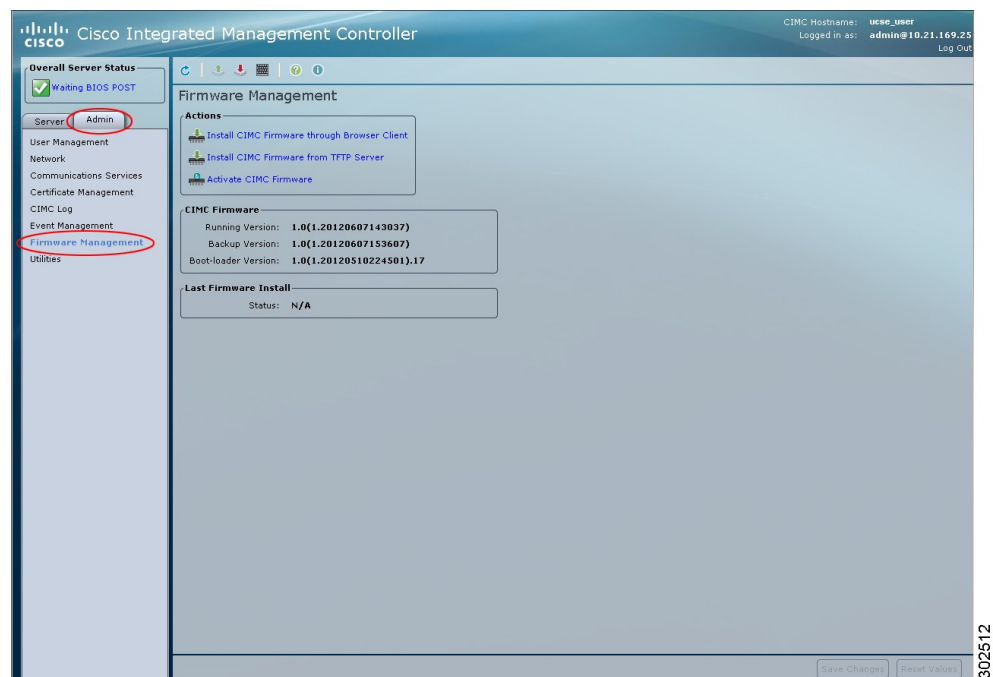 CISCO Cisco Integrated Management Controller
CIMC Hostname: ucse_user
Logged in as: admin@10.21.169.25
Log Out
Overall Server Status
Waiting BIOS POST
Server Admin
User Management
Network
Communications Services
Certificate Management
CIMC Log
Event Management
Firmware Management
Utilities
Firmware Management
Actions
Install CIMC Firmware through Browser Client
Install CIMC Firmware from TFTP Server
Activate CIMC Firmware
CIMC Firmware
Running Version: 1.0(1.20120607143037)
Backup Version: 1.0(1.20120607153607)
Boot-loader Version: 1.0(1.20120510224501).17
Last Firmware Install
Status: N/A
Save Changes Reset Values
302512